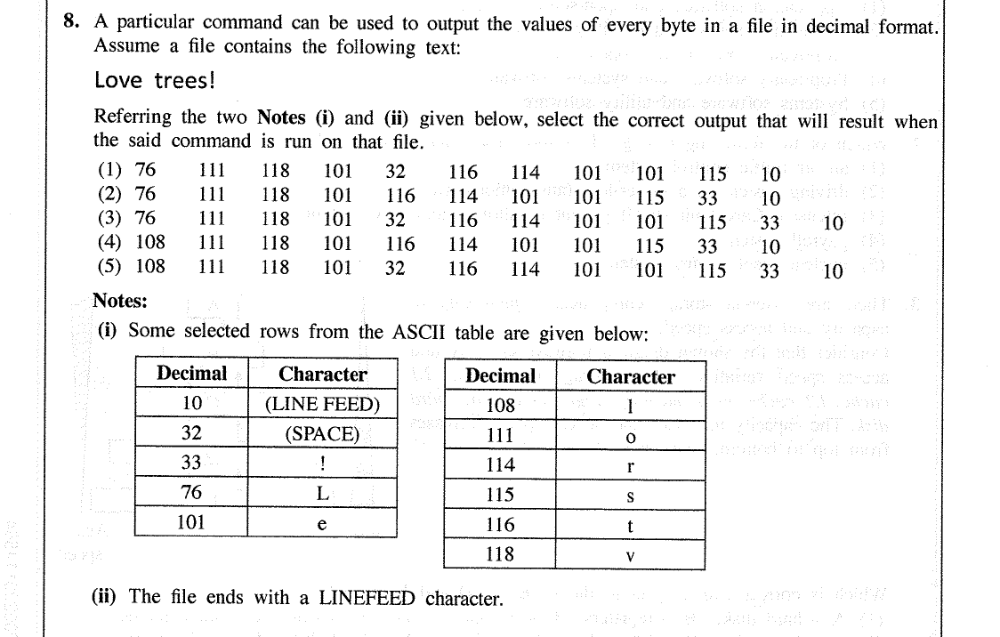 8. A particular command can be used to output the values of every byte in a file in decimal format.
Assume a file contains the following text:
Love trees!
Referring the two Notes (i) and (ii) given below, select the correct output that will result when
the said command is run on that file.
(1) 76 111 118 101 32 116 114 101 101 115 10
(2) 76 111 118 101 116 114 101 101 115 33 10
(3) 76 111 118 101 32 116 114 101 101 115 33 10
(4) 108 111 118 101 116 114 101 101 115 33 10
(5) 108 111 118 101 32 116 114 101 101 115 33 10
Notes:
(i) Some selected rows from the ASCII table are given below:
Decimal Character
10 (LINE FEED)
32 (SPACE)
33 !
76 L
101 e
Decimal Character
108 l
111 o
114 r
115 s
116 t
118 v
(ii) The file ends with a LINEFEED character.